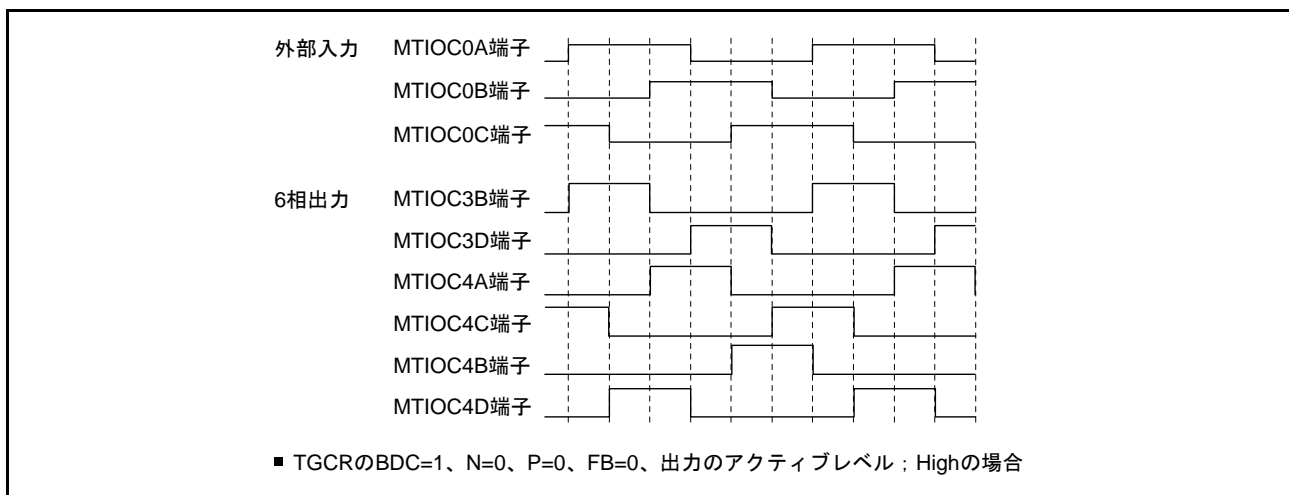 外部入力 MTIOC0A端子
MTIOC0B端子
MTIOC0C端子
6相出力 MTIOC3B端子
MTIOC3D端子
MTIOC4A端子
MTIOC4C端子
MTIOC4B端子
MTIOC4D端子
■ TGCRのBDC=1、N=0、P=0、FB=0、出力のアクティブレベル；Highの場合